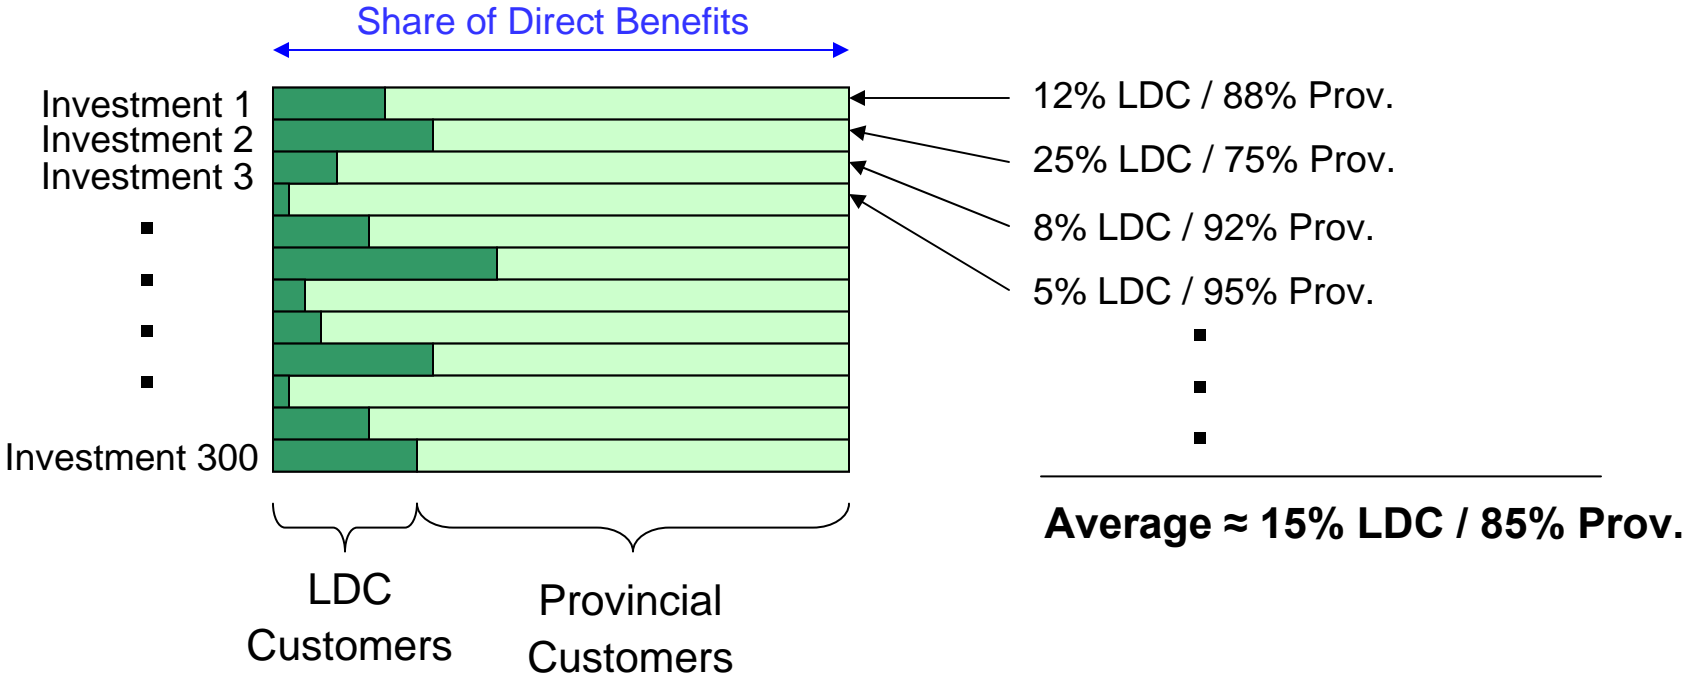 Share of Direct Benefits
Investment 1
Investment 2
Investment 3
Investment 300
12% LDC / 88% Prov.
25% LDC / 75% Prov.
8% LDC / 92% Prov.
5% LDC / 95% Prov.
Average ≈ 15% LDC / 85% Prov.
LDC
Customers
Provincial
Customers